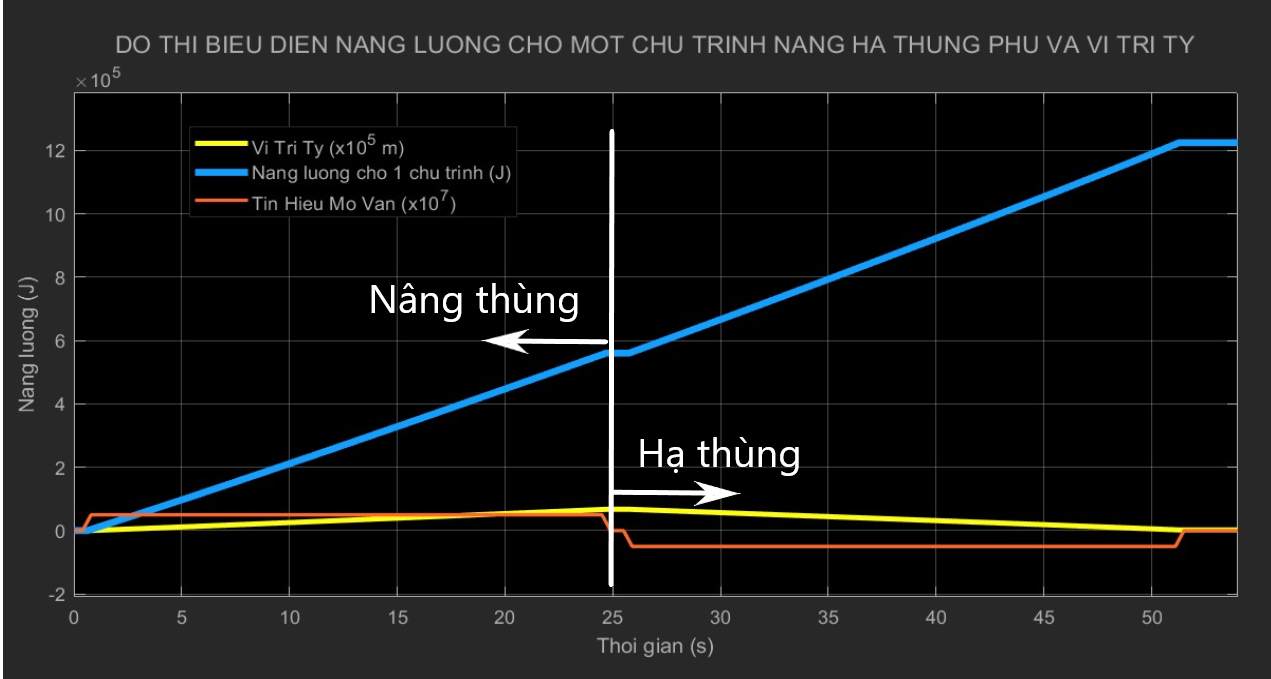 DO THI BIEU DIEN NANG LUONG CHO MOT CHU TRINH NANG HA THUNG PHU VA VI TRI TY
×10^5
12
10
8
6
4
2
0
-2
Nang luong (J)
Vi Tri Ty (x10^5 m)
Nang luong cho 1 chu trinh (J)
Tin Hieu Mo Van (x10^7)
Nâng thùng
Hạ thùng
0 5 10 15 20 25 30 35 40 45 50
Thoi gian (s)